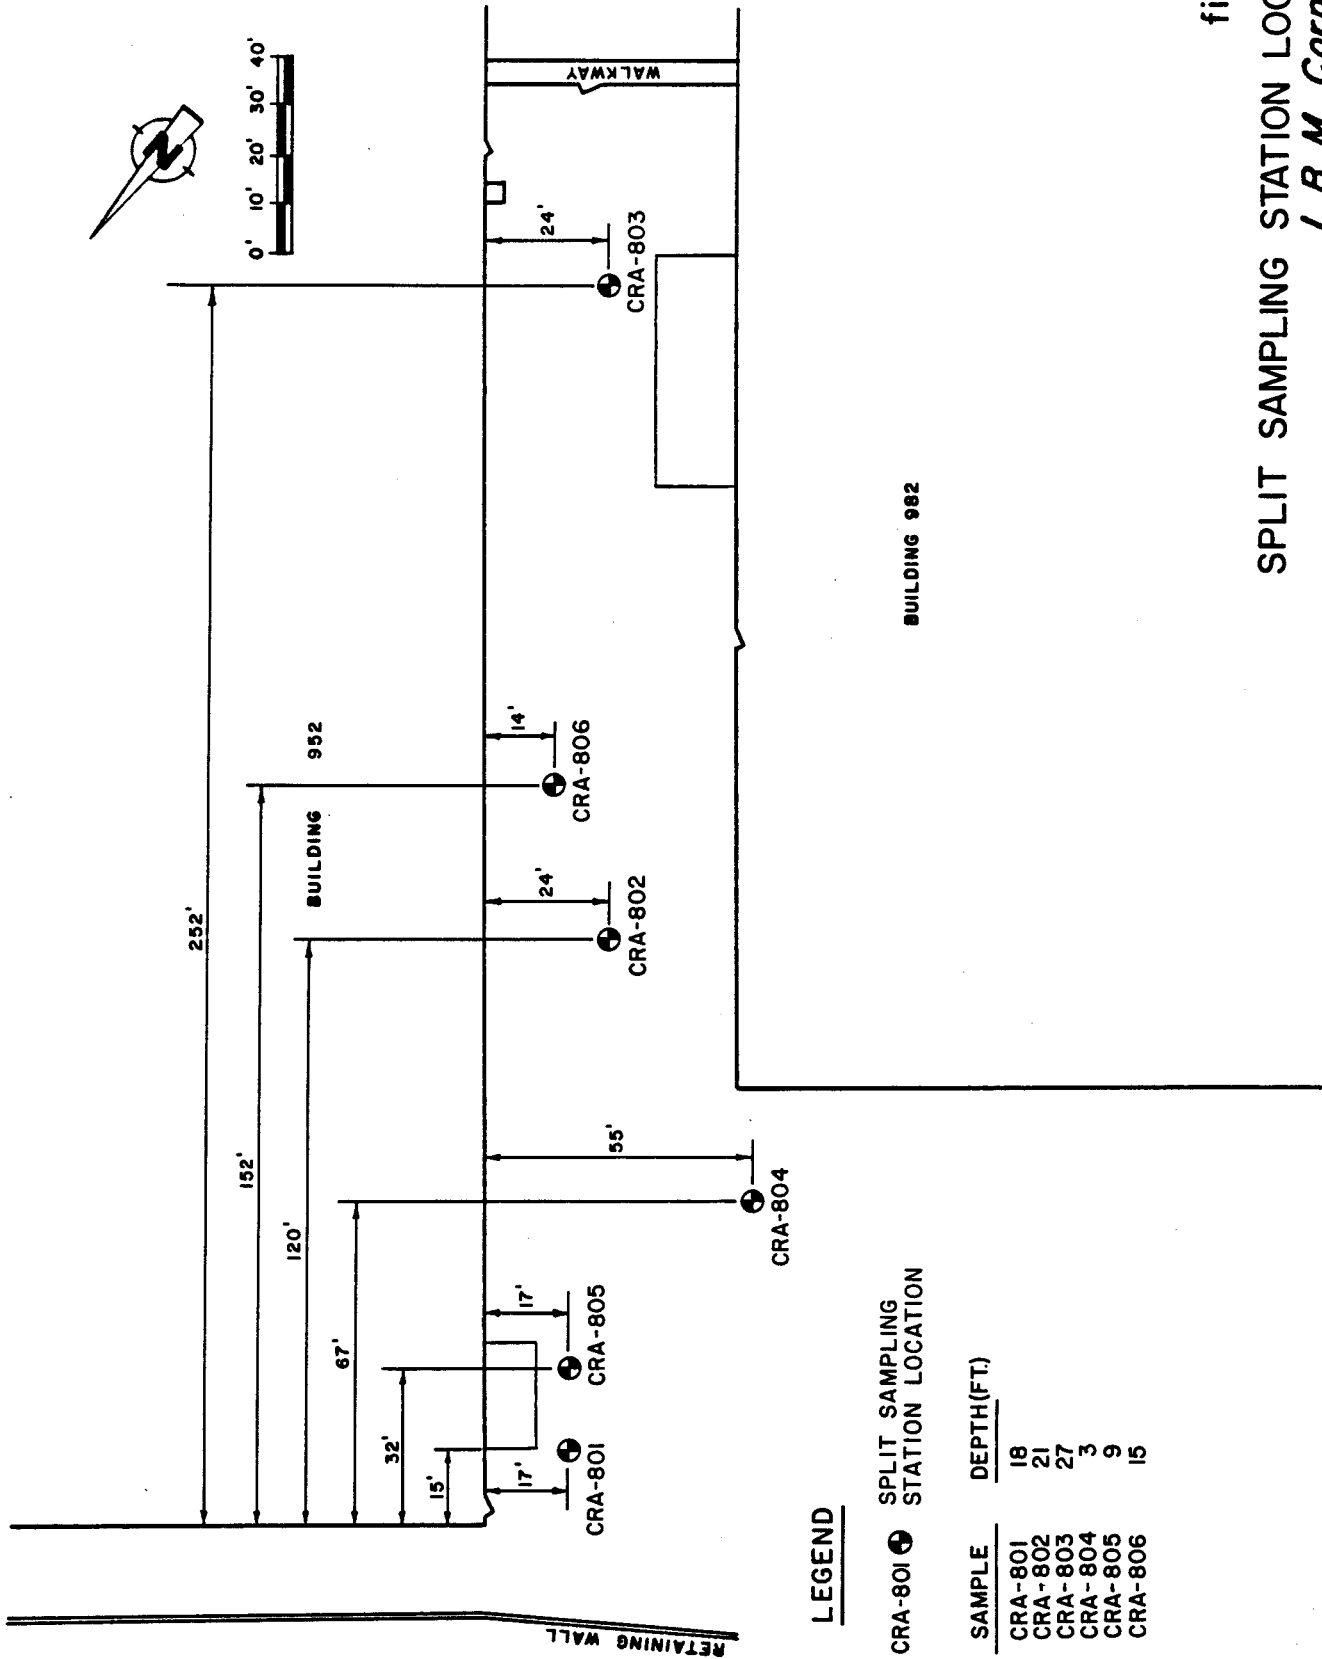 fi
SPLIT SAMPLING STATION LOC
I. B. M. Corp
N
0' 10' 20' 30' 40'
WALKWAY
252'
152'
120'
67'
32'
15'
BUILDING 952
24'
CRA-803
14'
CRA-806
24'
CRA-802
55'
CRA-804
17'
CRA-805
17'
CRA-801
BUILDING 982
RETAINING WALL
LEGEND
CRA-801 SPLIT SAMPLING
STATION LOCATION
SAMPLE DEPTH(FT.)
CRA-801 18
CRA-802 21
CRA-803 27
CRA-804 3
CRA-805 9
CRA-806 15